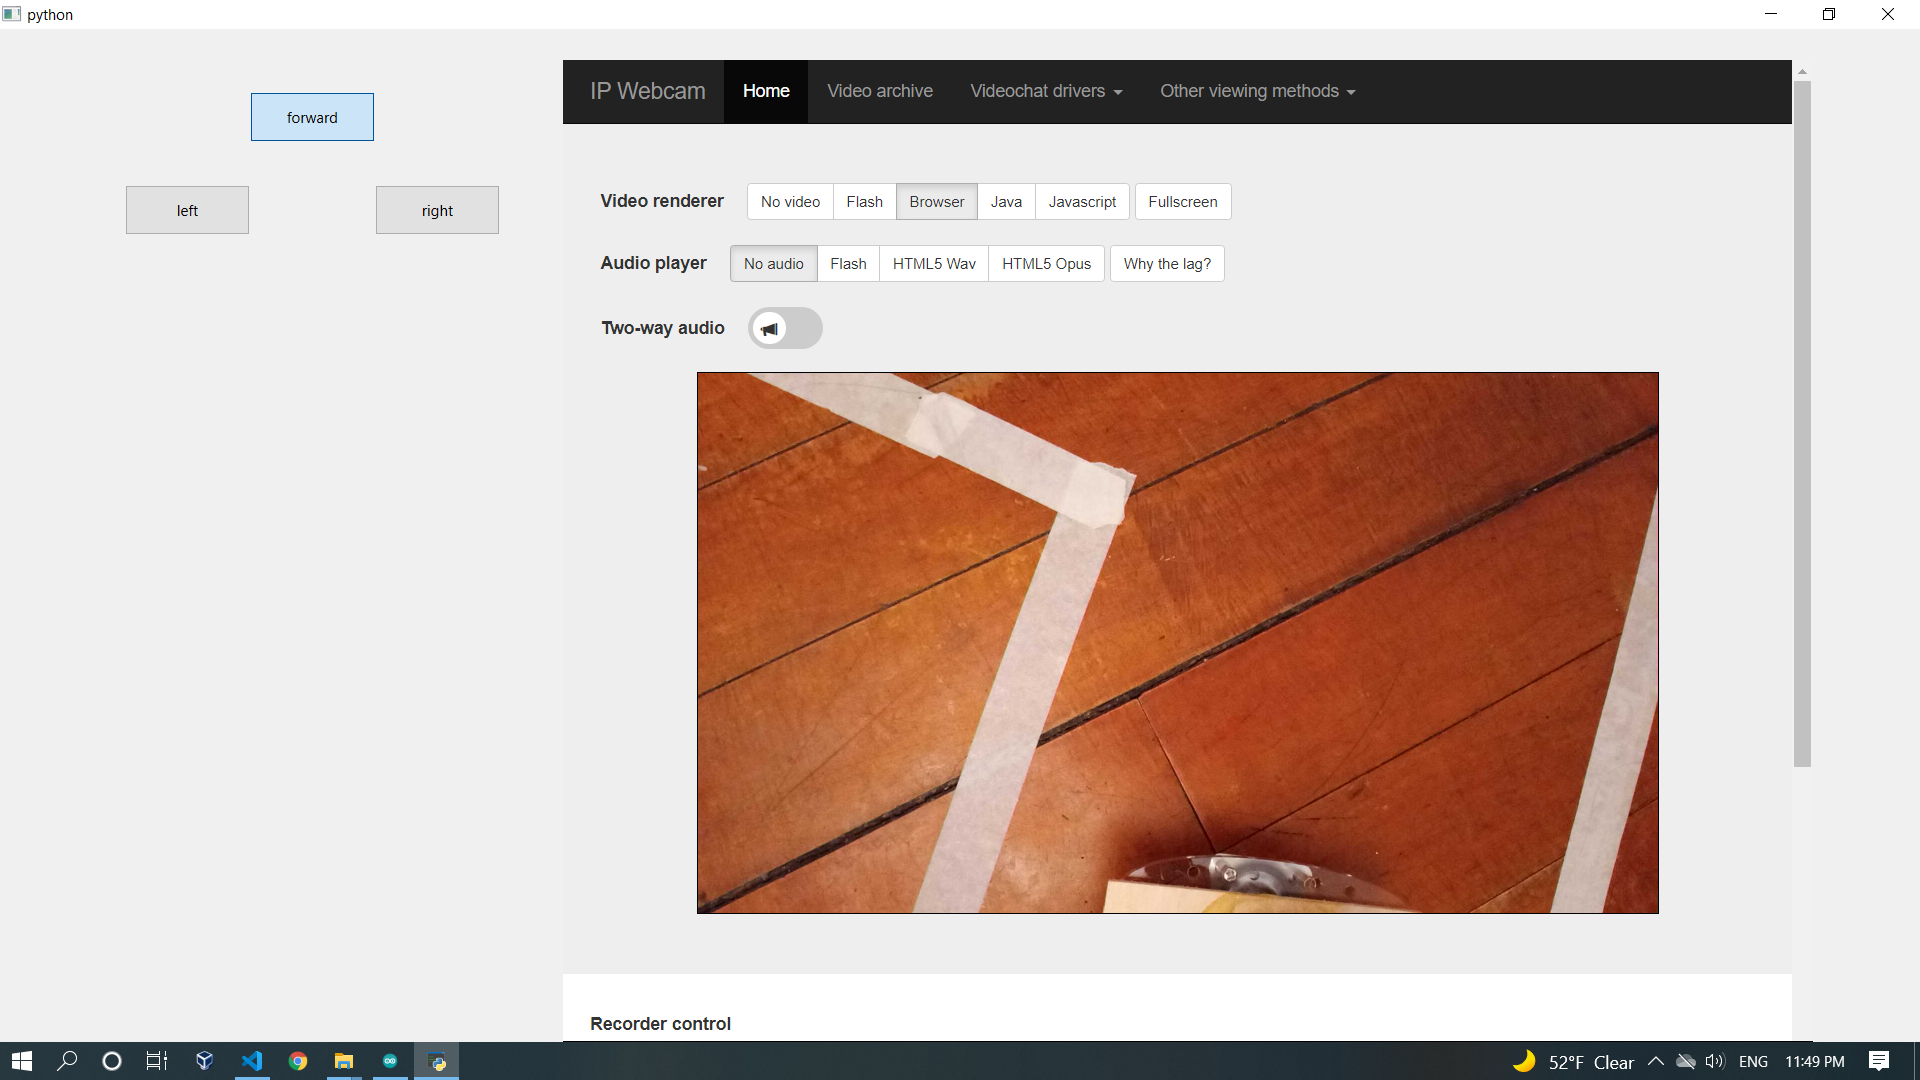 python
forward
left right
IP Webcam Home Video archive Videochat drivers Other viewing methods
Video renderer No video Flash Browser Java Javascript Fullscreen
Audio player No audio Flash HTML5 Wav HTML5 Opus Why the lag?
Two-way audio
Recorder control
52°F Clear ENG 11:49 PM